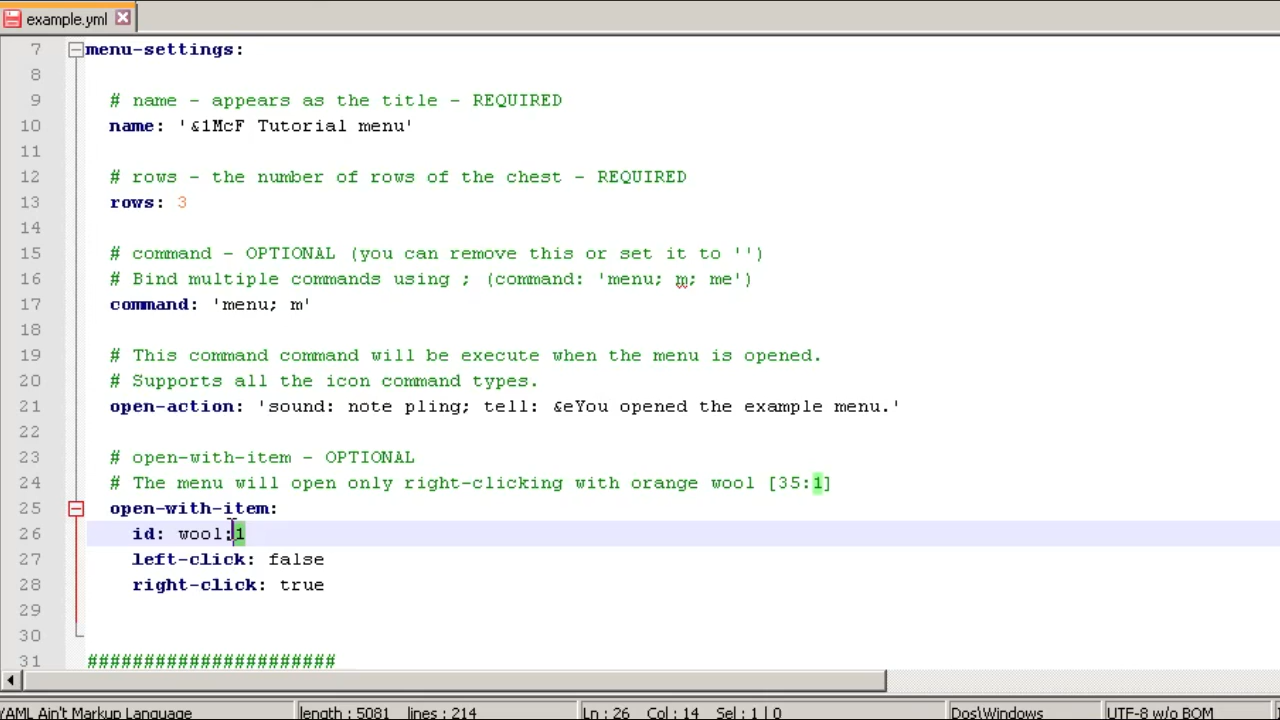 example.yml
7 menu-settings:
8
9 # name - appears as the title - REQUIRED
10 name: '&1McF Tutorial menu'
11
12 # rows - the number of rows of the chest - REQUIRED
13 rows: 3
14
15 # command - OPTIONAL (you can remove this or set it to '')
16 # Bind multiple commands using ; (command: 'menu; m; me')
17 command: 'menu; m'
18
19 # This command command will be execute when the menu is opened.
20 # Supports all the icon command types.
21 open-action: 'sound: note pling; tell: &eYou opened the example menu.'
22
23 # open-with-item - OPTIONAL
24 # The menu will open only right-clicking with orange wool [35:1]
25 open-with-item:
26 id: wool:1
27 left-click: false
28 right-click: true
29
30
31 ######################
YAML Ain't Markup Language length : 5081 lines : 214 Ln : 26 Col : 14 Sel : 1 | 0 Dos\Windows UTF-8 w/o BOM